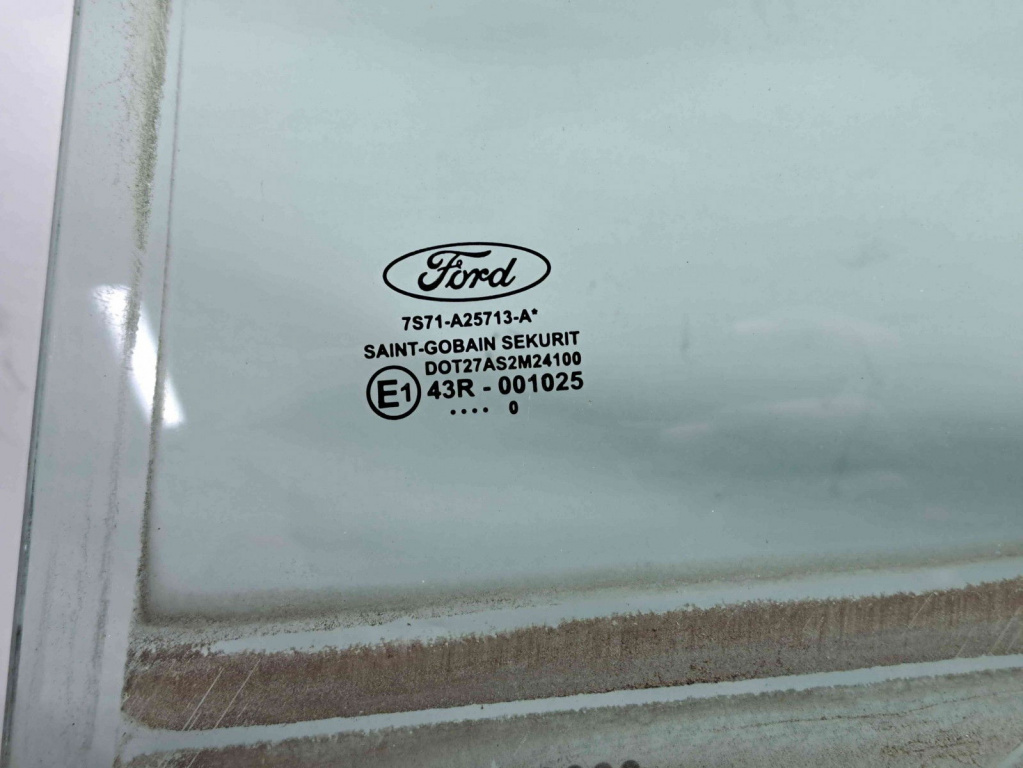 Ford
7S71-A25713-A*
SAINT-GOBAIN SEKURIT
DOT27AS2M24100
E1 43R - 001025
.... 0